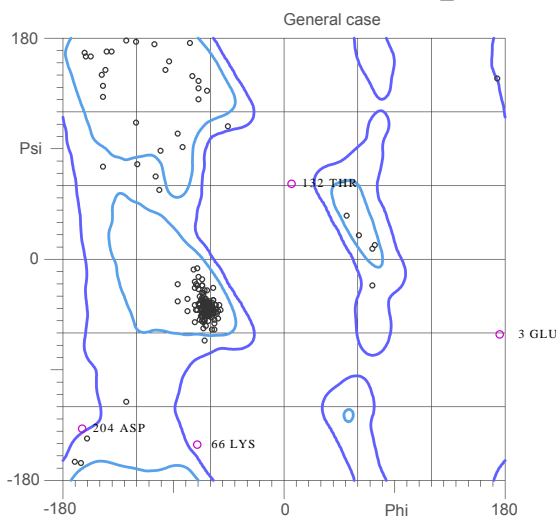 General case
180
Psi
132 THR
0
3 GLU
204 ASP
66 LYS
-180
-180
0
Phi
180